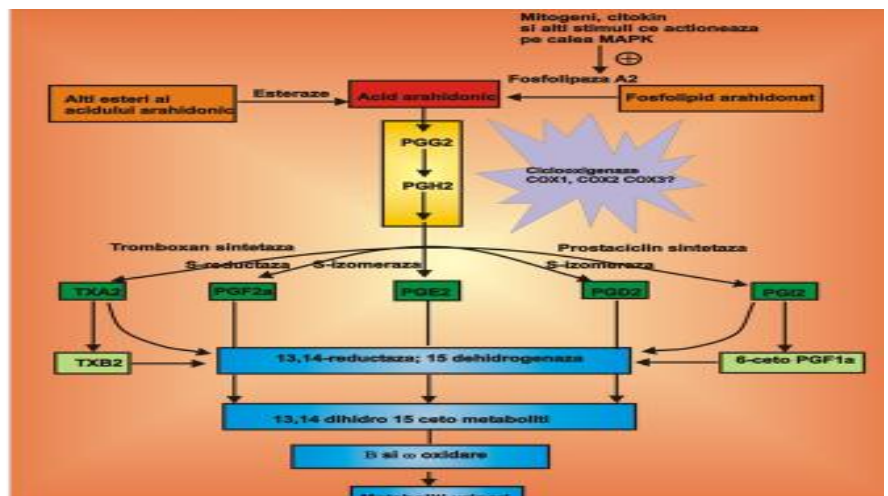 Mitogeni, citokin
si alti stimuli ce actioneaza
pe calea MAPK
Fosfolipaza A2
Alti esteri ai
acidului arahidonic
Esteraze
Acid arahidonic
Fosfolipid arahidonat
PGG2
PGH2
Ciclooxigenaze
COX1, COX2 COX3?
Tromboxan sintetaza
Prostaciclin sintetaza
S-reductaza
S-izomeraza
S-izomeraza
TXA2
PGF2a
PGE2
PGD2
PGI2
TXB2
13,14-reductaza; 15 dehidrogenaza
6-ceto PGF1a
13,14 dihidro 15 ceto metaboliti
B si ω oxidare